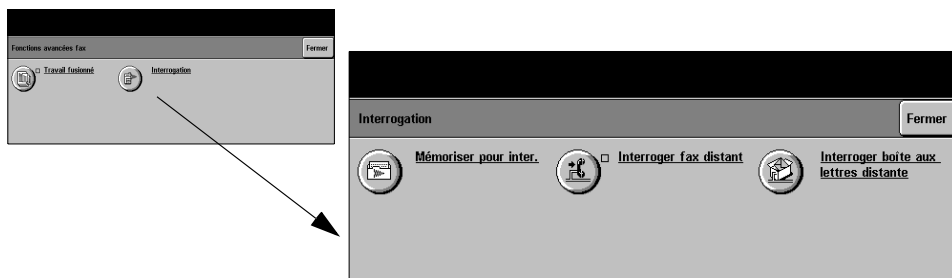 Fonctions avancées fax
Fermer
Travail fusionné
Interrogation
Interrogation
Fermer
Mémoriser pour inter.
Interroger fax distant
Interroger boîte aux
lettres distante